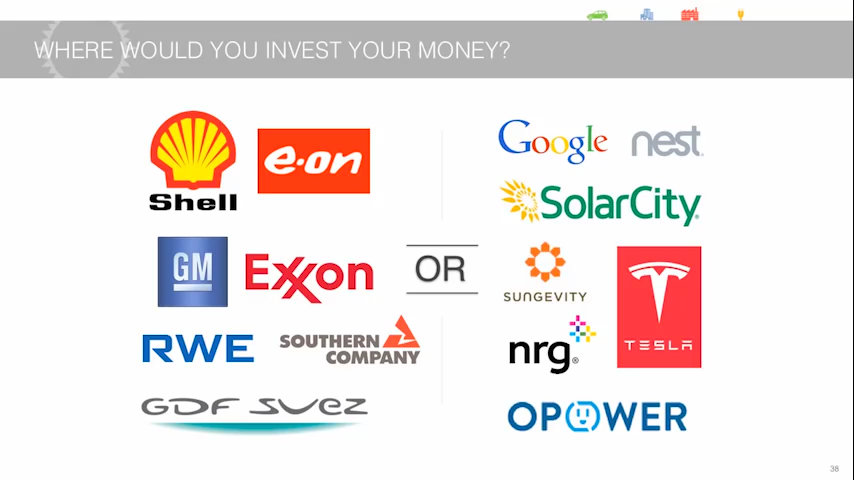 WHERE WOULD YOU INVEST YOUR MONEY?
Shell
e·on
GM
Exxon
RWE
SOUTHERN
COMPANY
GDF SUEZ
OR
Google
nest
SolarCity
SUNGEVITY
TESLA
nrg
OPOWER
38